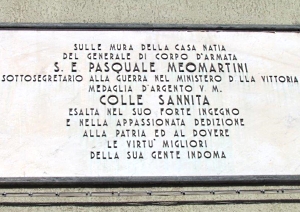 SULLE MURA DELLA CASA NATIA
DEL GENERALE DI CORPO D'ARMATA
S. E PASQUALE MEOMARTINI
SOTTOSEGRETARIO ALLA GUERRA NEL MINISTERO D LLA VITTORIA
MEDAGLIA D'ARGENTO V. M.
COLLE SANNITA
ESALTA NEL SUO FORTE INGEGNO
E NELLA APPASSIONATA DEDIZIONE
ALLA PATRIA ED AL DOVERE
LE VIRTU' MIGLIORI
DELLA SUA GENTE INDOMA